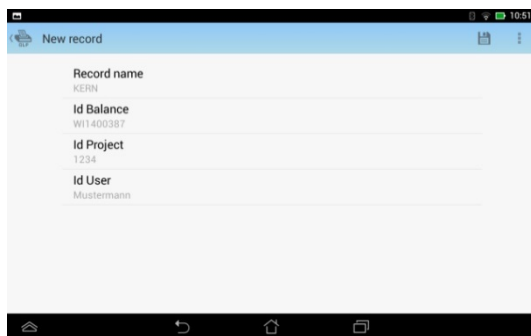 10:51
New record
Record name
KERN
Id Balance
WI1400387
Id Project
1234
Id User
Mustermann